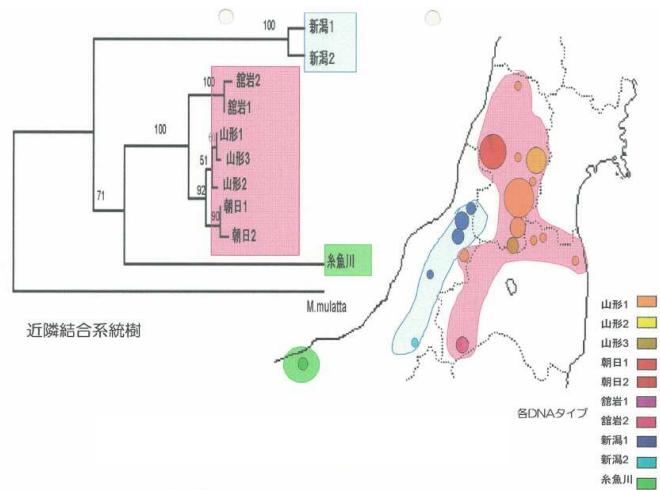 100
新潟1
新潟2
100
舘岩2
舘岩1
100
山形1
51
山形3
山形2
92
朝日1
90
朝日2
71
糸魚川
M.mulatta
近隣結合系統樹
各DNAタイプ
山形1
山形2
山形3
朝日1
朝日2
舘岩1
舘岩2
新潟1
新潟2
糸魚川